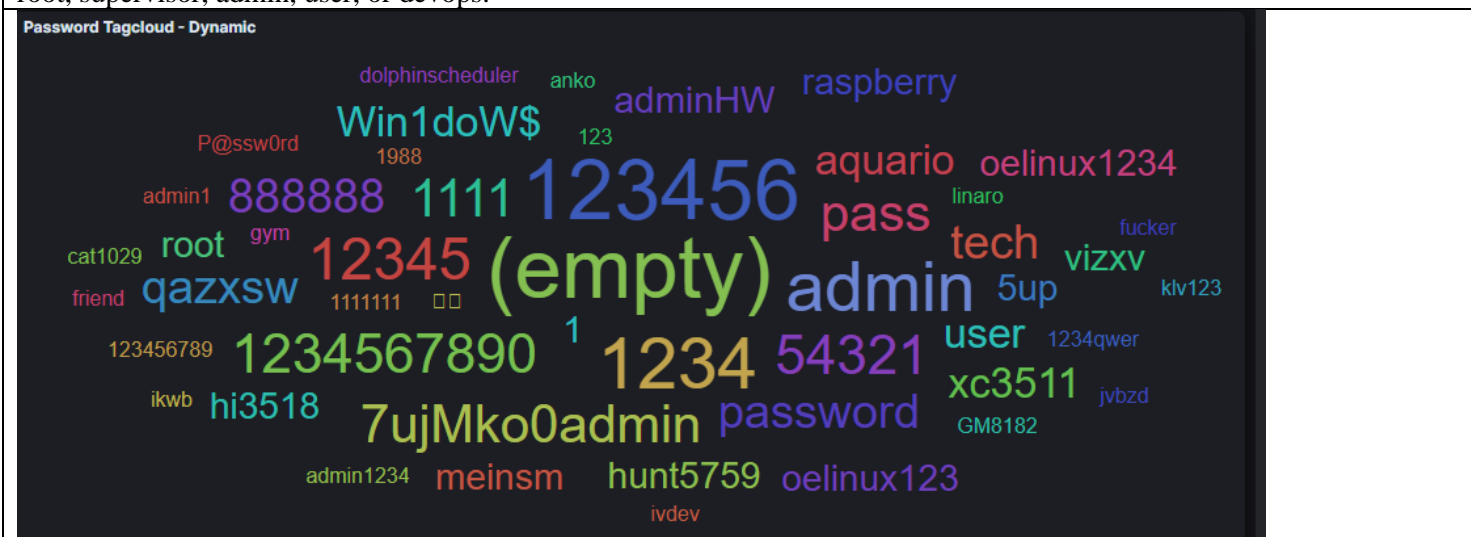 root, supervisor, admin, user, or devops.
Password Tagcloud - Dynamic
dolphinscheduler anko adminHW raspberry
Win1doW$ 123
P@ssw0rd 1988 123456 aquario oelinux1234
admin1 888888 1111 pass linaro
cat1029 root gym 12345 (empty) tech vizxv fucker
friend qazxsw 1111111 admin 5up klv123
123456789 1234567890 1 1234 54321 user 1234qwer
ikwb hi3518 7ujMko0admin password xc3511 jvbzd
GM8182
admin1234 meinsm hunt5759 oelinux123
ivdev